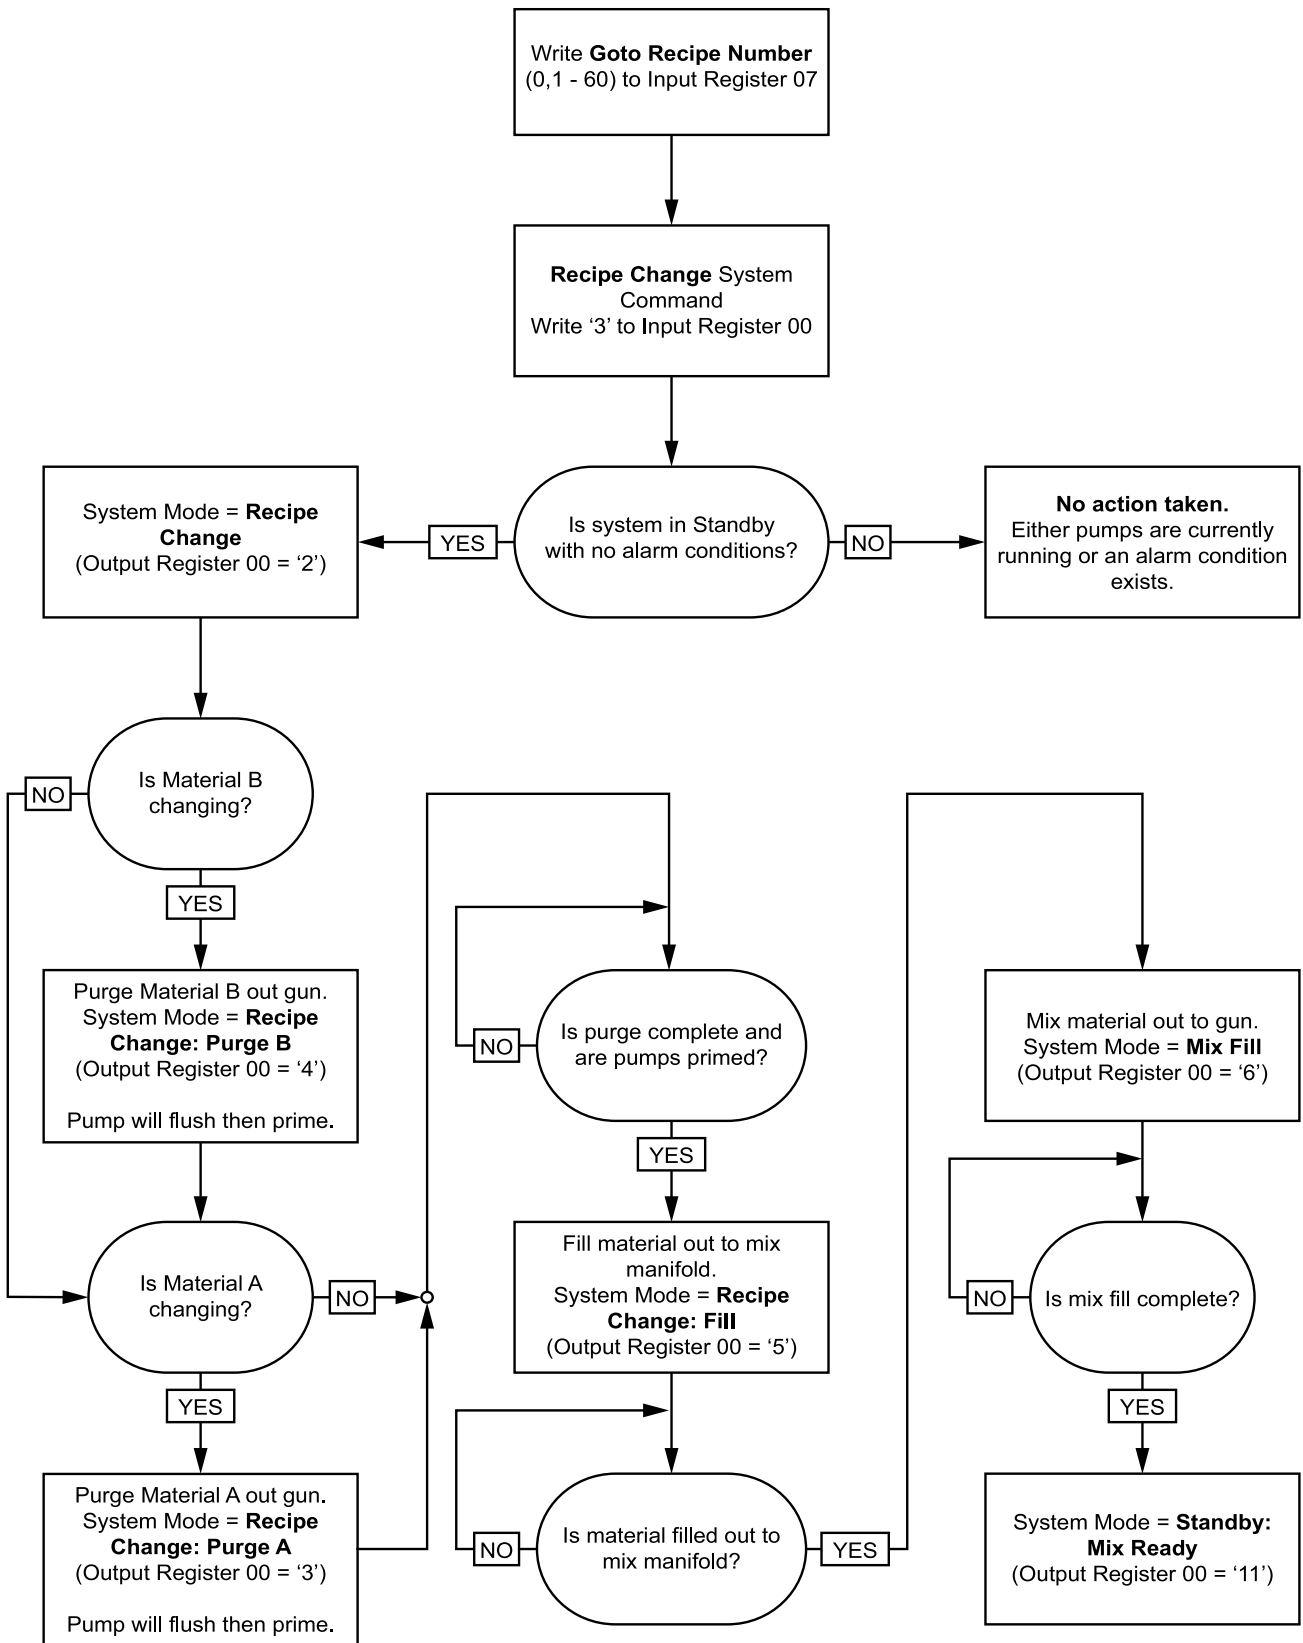 Write Goto Recipe Number
(0,1 - 60) to Input Register 07
Recipe Change System
Command
Write ‘3’ to Input Register 00
Is system in Standby
with no alarm conditions?
YES
NO
System Mode = Recipe
Change
(Output Register 00 = ‘2’)
No action taken.
Either pumps are currently
running or an alarm condition
exists.
Is Material B
changing?
NO
YES
Purge Material B out gun.
System Mode = Recipe
Change: Purge B
(Output Register 00 = ‘4’)
Pump will flush then prime.
Is Material A
changing?
NO
YES
Purge Material A out gun.
System Mode = Recipe
Change: Purge A
(Output Register 00 = ‘3’)
Pump will flush then prime.
Is purge complete and
are pumps primed?
NO
YES
Fill material out to mix
manifold.
System Mode = Recipe
Change: Fill
(Output Register 00 = ‘5’)
Is material filled out to
mix manifold?
NO
YES
Mix material out to gun.
System Mode = Mix Fill
(Output Register 00 = ‘6’)
Is mix fill complete?
NO
YES
System Mode = Standby:
Mix Ready
(Output Register 00 = ‘11’)